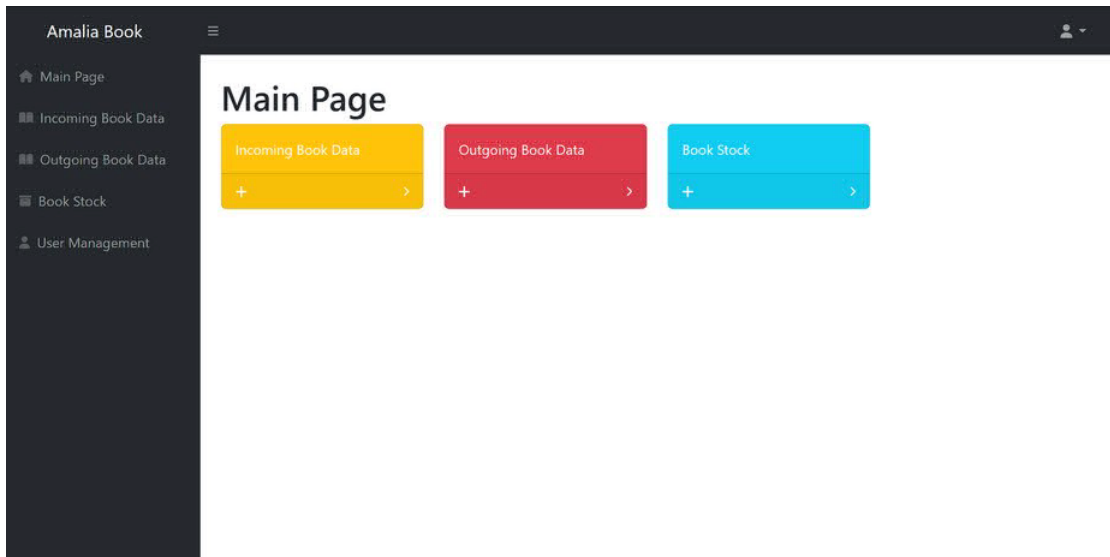 Amalia Book
Main Page
Incoming Book Data
Outgoing Book Data
Book Stock
User Management
Main Page
Incoming Book Data
Outgoing Book Data
Book Stock